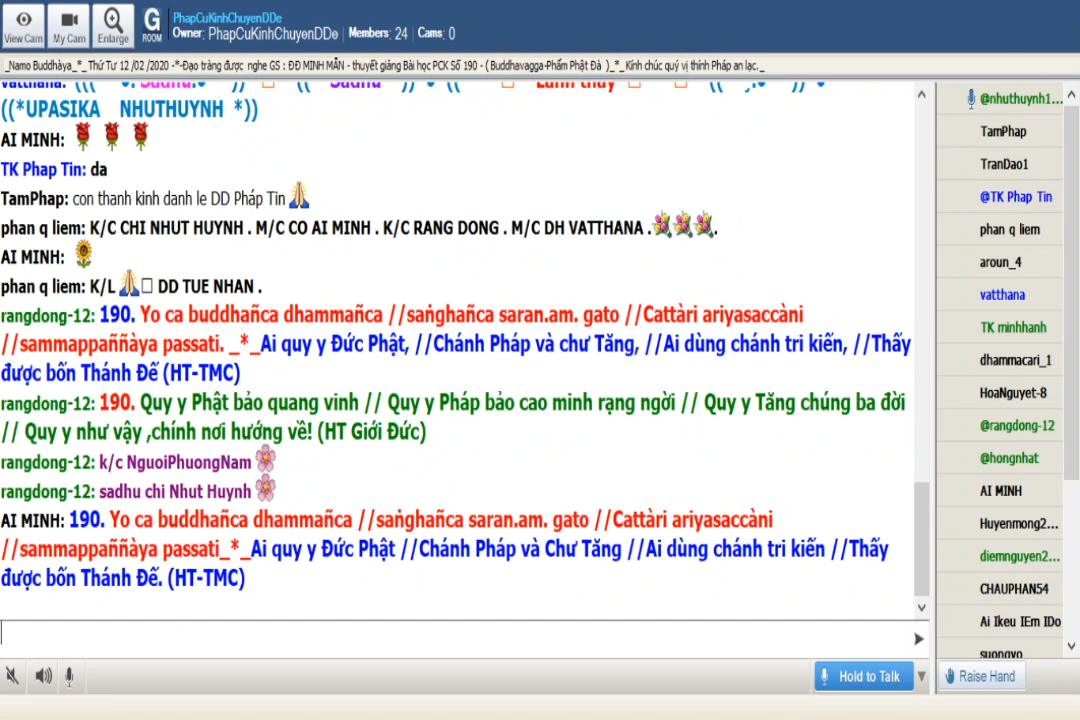 PhapCuKinhChuyenDDe
Owner: PhapCuKinhChuyenDDe Members: 24 Cams: 0
View Cam My Cam Enlarge G ROOM
_Namo Buddhàya_*_ Thứ Tư 12 /02 /2020 -*-Đạo tràng được nghe GS : ĐĐ MINH MẪN - thuyết giảng Bài học PCK Số 190 - ( Buddhavagga-Phẩm Phật Đà )_*_Kính chúc quý vị thính Pháp an lạc._
vatthana: Sadhu Sadhu Lành thay
((*UPASIKA NHUTHUYNH *))
AI MINH:
TK Phap Tin: da
TamPhap: con thanh kinh danh le DD Pháp Tin
phan q liem: K/C CHI NHUT HUYNH . M/C CO AI MINH . K/C RANG DONG . M/C DH VATTHANA .
AI MINH:
phan q liem: K/L DD TUE NHAN .
rangdong-12: 190. Yo ca buddhañca dhammañca //saṅghañca saran.am. gato //Cattàri ariyasaccàni
//sammappaññàya passati. _*_Ai quy y Đức Phật, //Chánh Pháp và chư Tăng, //Ai dùng chánh tri kiến, //Thấy
được bốn Thánh Đế (HT-TMC)
rangdong-12: 190. Quy y Phật bảo quang vinh // Quy y Pháp bảo cao minh rạng ngời // Quy y Tăng chúng ba đời
// Quy y như vậy ,chính nơi hướng về! (HT Giới Đức)
rangdong-12: k/c NguoiPhuongNam
rangdong-12: sadhu chi Nhut Huynh
AI MINH: 190. Yo ca buddhañca dhammañca //saṅghañca saran.am. gato //Cattàri ariyasaccàni
//sammappaññàya passati_*_Ai quy y Đức Phật //Chánh Pháp và Chư Tăng //Ai dùng chánh tri kiến //Thấy
được bốn Thánh Đế. (HT-TMC)
@nhuthuynh1...
TamPhap
TranDao1
@TK Phap Tin
phan q liem
aroun_4
vatthana
TK minhhanh
dhammacari_1
HoaNguyet-8
@rangdong-12
@hongnhat
AI MINH
Huyenmong2...
diemnguyen2...
CHAUPHAN54
Ai Ikeu IEm IDo
suongvo
Hold to Talk
Raise Hand